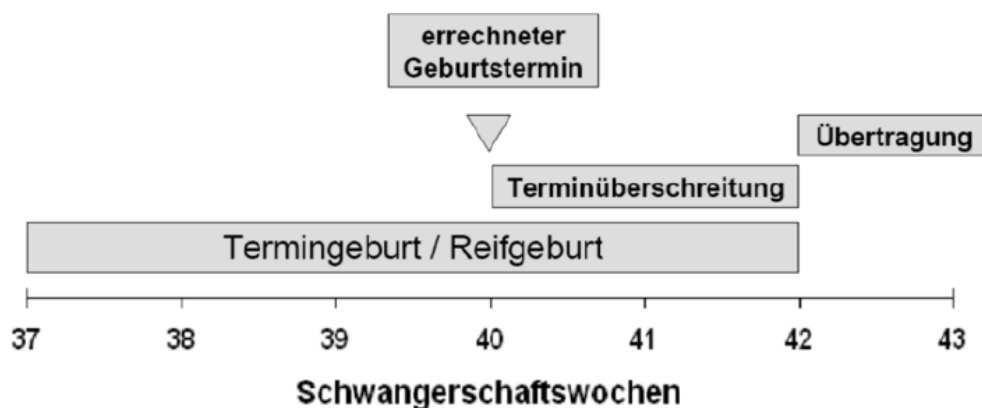 errechneter
Geburtstermin
Übertragung
Terminüberschreitung
Termingeburt / Reifgeburt
37 38 39 40 41 42 43
Schwangerschaftswochen